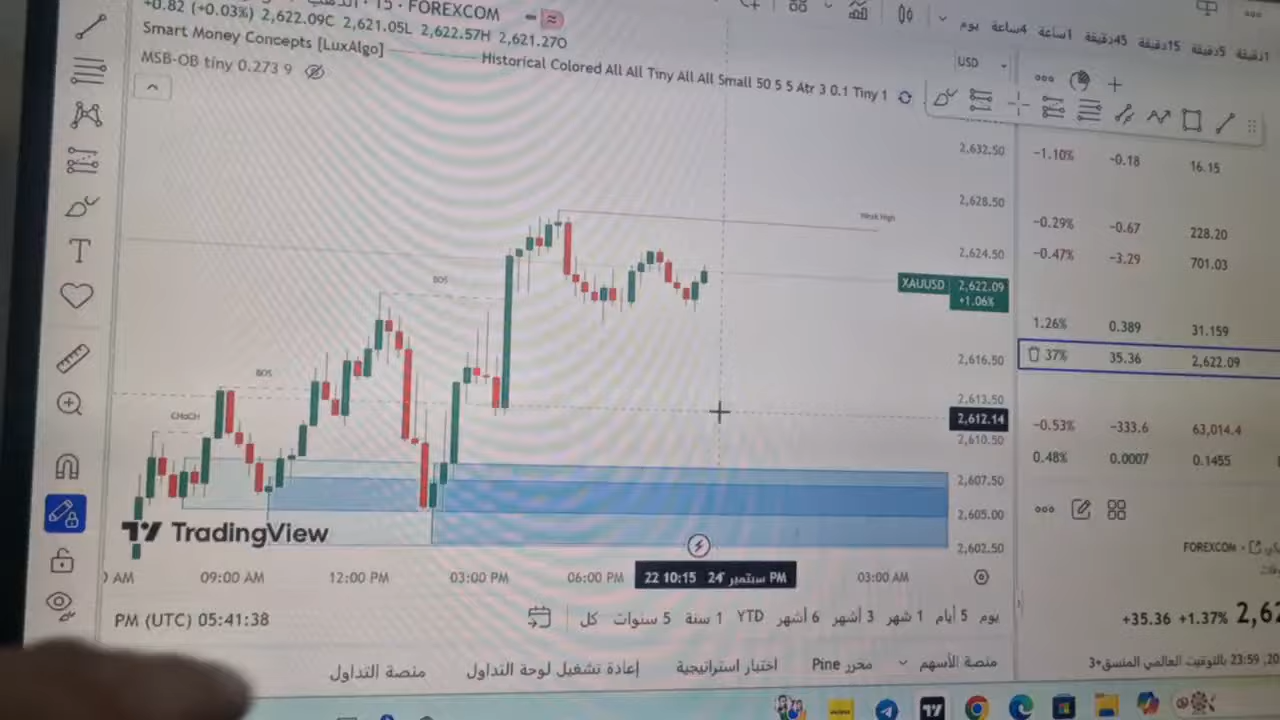 +0.82 (+0.03%) 2,622.09C 2,621.05L 2,622.57H 2,621.27O
15 · FOREXCOM
Smart Money Concepts [LuxAlgo]
Historical Colored All All Tiny All All Small 50 5 5 Atr 3 0.1 Tiny 1
MSB-OB tiny 0.273 9
يوم 4ساعة 1ساعة 45دقيقة 15دقيقة 5دقيقة 1دقيقة
USD
2,632.50
2,628.50
2,624.50
XAUUSD 2,622.09
+1.06%
2,616.50
2,613.50
2,612.14
2,610.50
2,607.50
2,605.00
2,602.50
Weak High
BOS
BOS
CHoCH
−1.10% −0.18 16.15
−0.29% −0.67 228.20
−0.47% −3.29 701.03
1.26% 0.389 31.159
37% 35.36 2,622.09
−0.53% −333.6 63,014.4
0.48% 0.0007 0.1455
FOREXCOM
+35.36 +1.37%
23:59 بالتوقيت العالمي المنسق+3
TradingView
AM 09:00 AM 12:00 PM 03:00 PM 06:00 PM 22 سبتمبر '24 10:15 PM 03:00 AM
PM (UTC) 05:41:38
يوم 5 أيام 1 شهر 3 أشهر 6 أشهر YTD 1 سنة 5 سنوات كل
منصة الأسهم محرر Pine اختبار استراتيجية إعادة تشغيل لوحة التداول منصة التداول